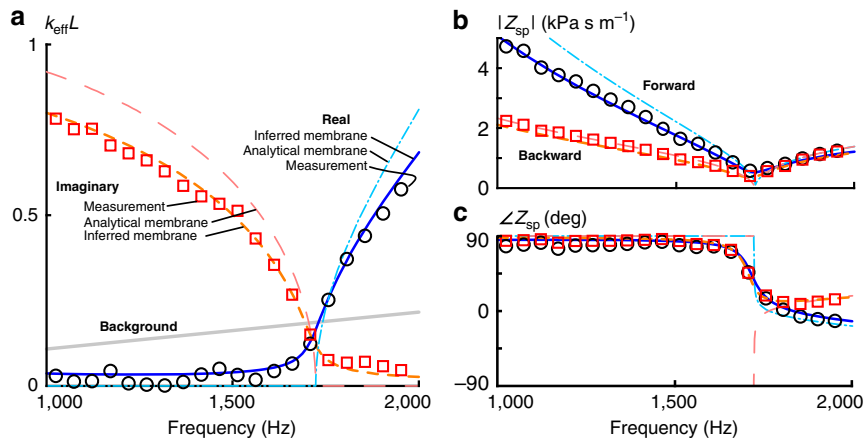 a
k_eff L
1
0.5
0
Real
Inferred membrane
Analytical membrane
Measurement
Imaginary
Measurement
Analytical membrane
Inferred membrane
Background
1,000
1,500
2,000
Frequency (Hz)
b
|Z_sp| (kPa s m⁻¹)
4
2
0
Forward
Backward
1,000
1,500
2,000
c
∠Z_sp (deg)
90
0
−90
1,000
1,500
2,000
Frequency (Hz)